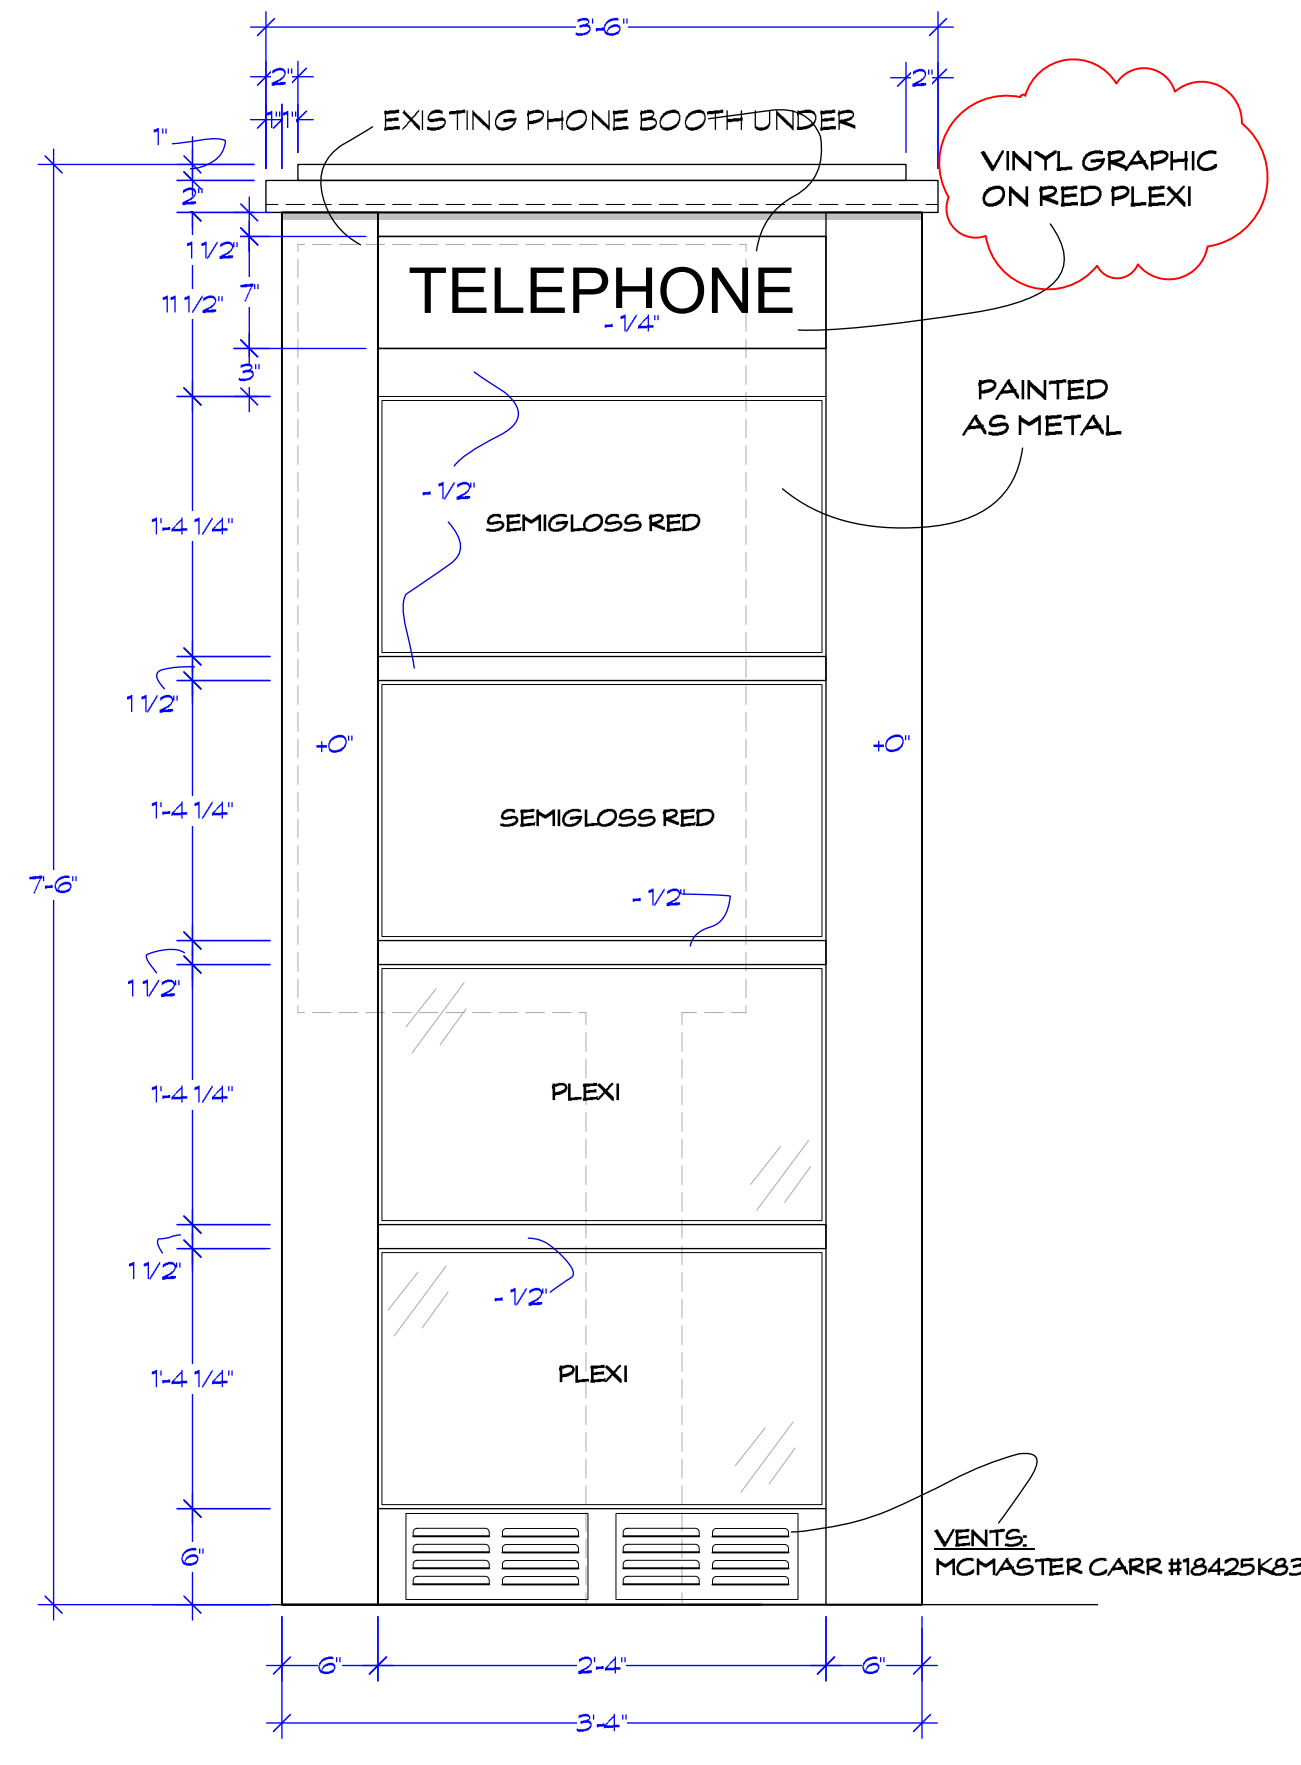 3'-6"
2"
2"
1"
1"
EXISTING PHONE BOOTH UNDER
1"
2"
VINYL GRAPHIC
ON RED PLEXI
1 1/2"
11 1/2"
7"
TELEPHONE
- 1/4"
3"
PAINTED
AS METAL
- 1/2"
1'-4 1/4"
SEMIGLOSS RED
1 1/2"
+0"
+0"
1'-4 1/4"
SEMIGLOSS RED
7'-6"
- 1/2"
1 1/2"
1'-4 1/4"
PLEXI
1 1/2"
- 1/2"
1'-4 1/4"
PLEXI
6"
VENTS:
MCMASTER CARR #18425K83
6"
2'-4"
6"
3'-4"